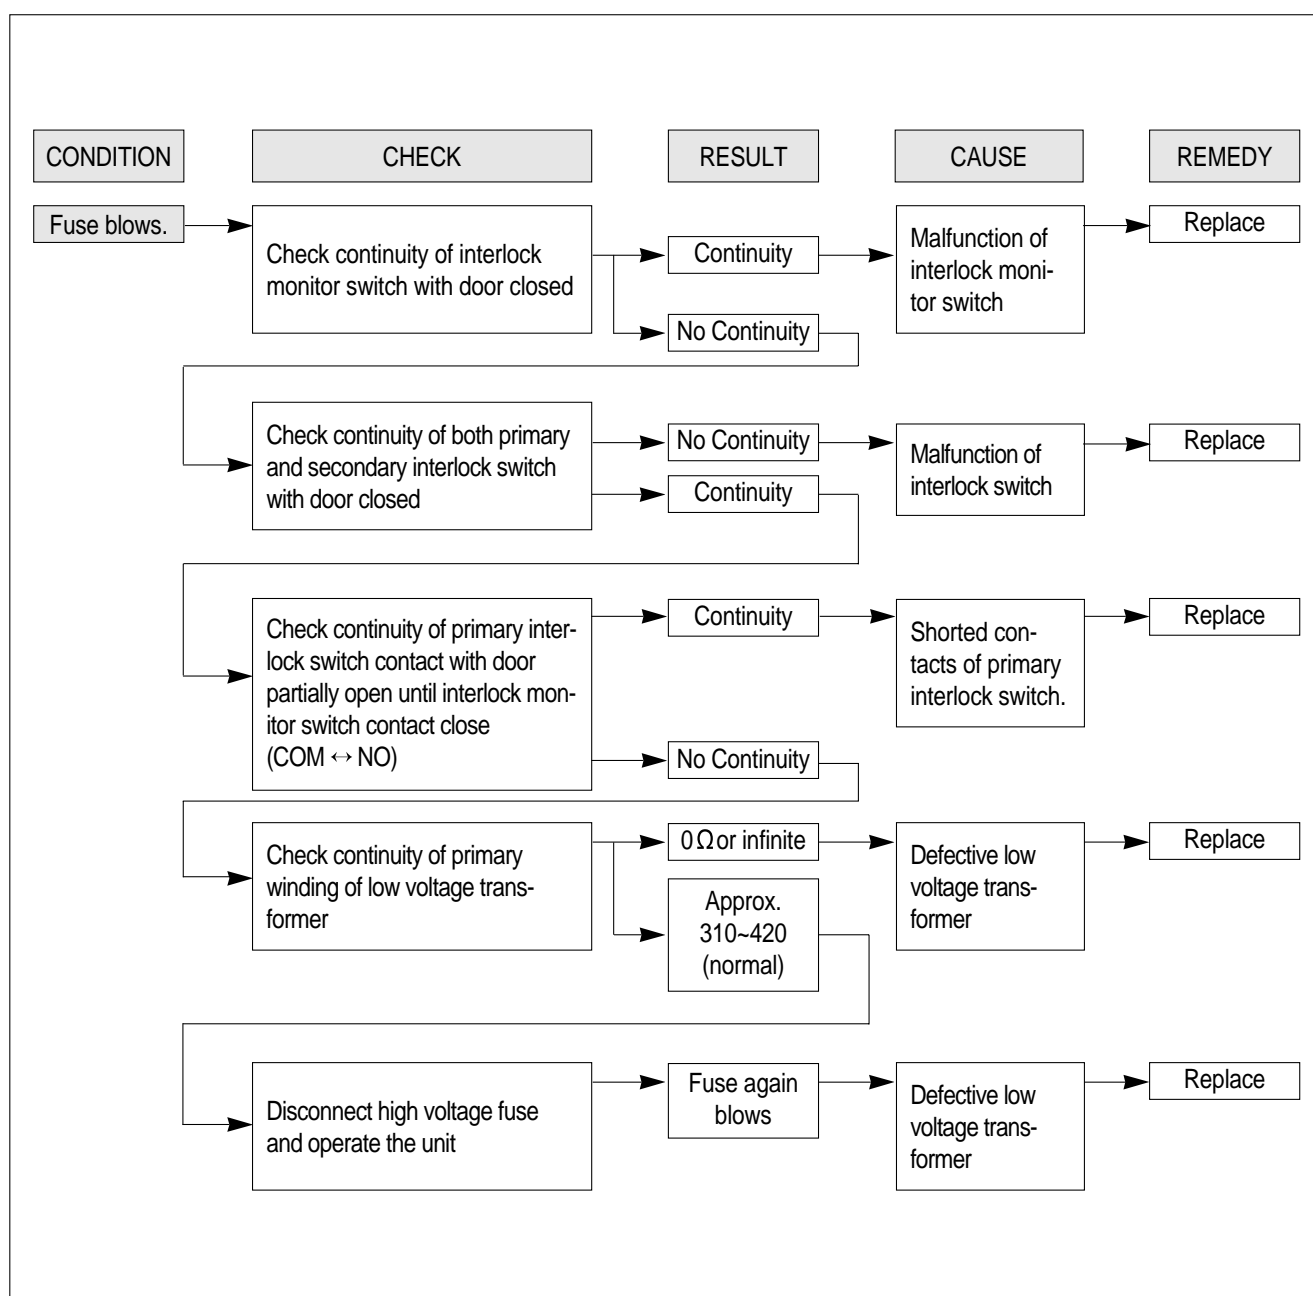 CONDITION
CHECK
RESULT
CAUSE
REMEDY
Fuse blows.
Check continuity of interlock
monitor switch with door closed
Continuity
Malfunction of
interlock moni-
tor switch
Replace
No Continuity
Check continuity of both primary
and secondary interlock switch
with door closed
No Continuity
Malfunction of
interlock switch
Replace
Continuity
Check continuity of primary inter-
lock switch contact with door
partially open until interlock mon-
itor switch contact close
(COM ↔ NO)
Continuity
Shorted con-
tacts of primary
interlock switch.
Replace
No Continuity
Check continuity of primary
winding of low voltage trans-
former
0Ω or infinite
Defective low
voltage trans-
former
Replace
Approx.
310~420
(normal)
Disconnect high voltage fuse
and operate the unit
Fuse again
blows
Defective low
voltage trans-
former
Replace